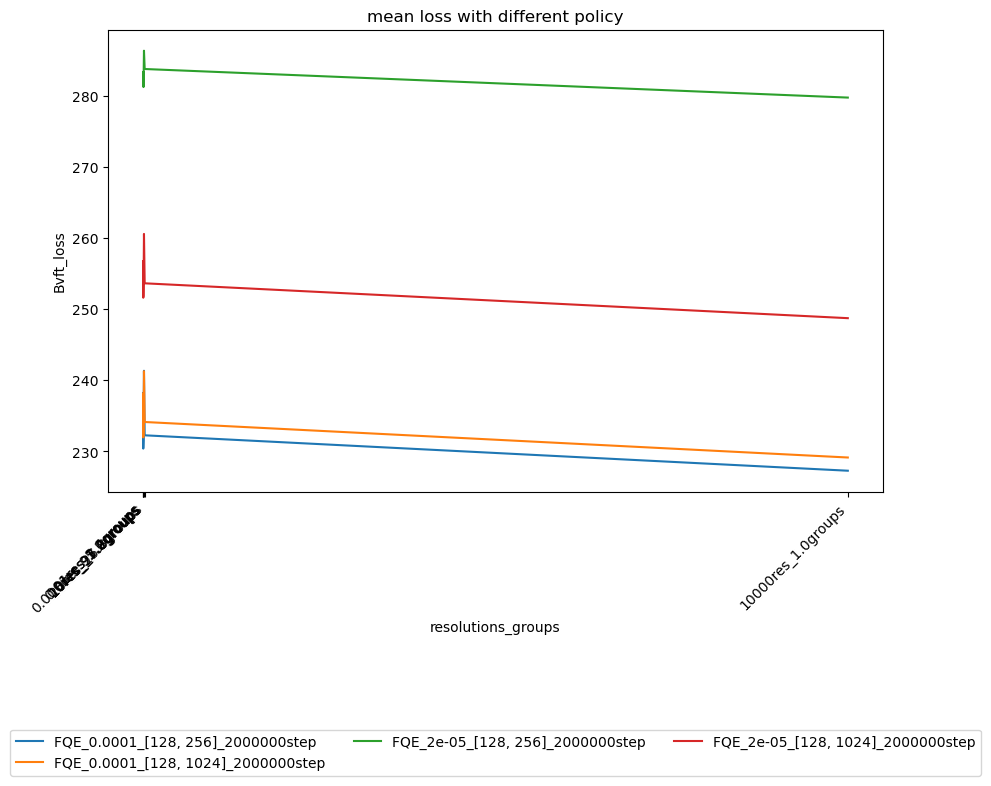 mean loss with different policy
280
270
260
250
240
230
Bvft_loss
10000res_1.0groups
resolutions_groups
FQE_0.0001_[128, 256]_2000000step
FQE_0.0001_[128, 1024]_2000000step
FQE_2e-05_[128, 256]_2000000step
FQE_2e-05_[128, 1024]_2000000step